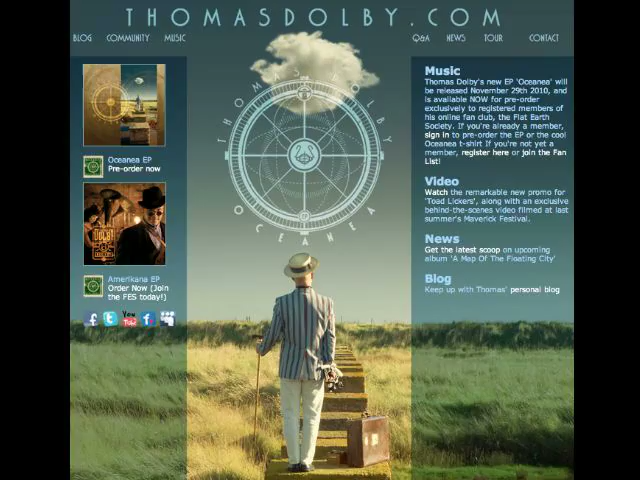 THOMASDOLBY.COM
BLOG COMMUNITY MUSIC
Q&A NEWS TOUR CONTACT
THOMAS DOLBY
OCEANEA
Oceanea EP
Pre-order now
Amerikana EP
Order Now (Join
the FES today!)
You
Tube
Music
Thomas Dolby's new EP 'Oceanea' will
be released November 29th 2010, and
is available NOW for pre-order
exclusively to registered members of
his online fan club, the Flat Earth
Society. If you're already a member,
sign in to pre-order the EP or the cool
Oceanea t-shirt If you're not yet a
member, register here or join the Fan
List!
Video
Watch the remarkable new promo for
'Toad Lickers', along with an exclusive
behind-the-scenes video filmed at last
summer's Maverick Festival.
News
Get the latest scoop on upcoming
album 'A Map Of The Floating City'
Blog
Keep up with Thomas' personal blog